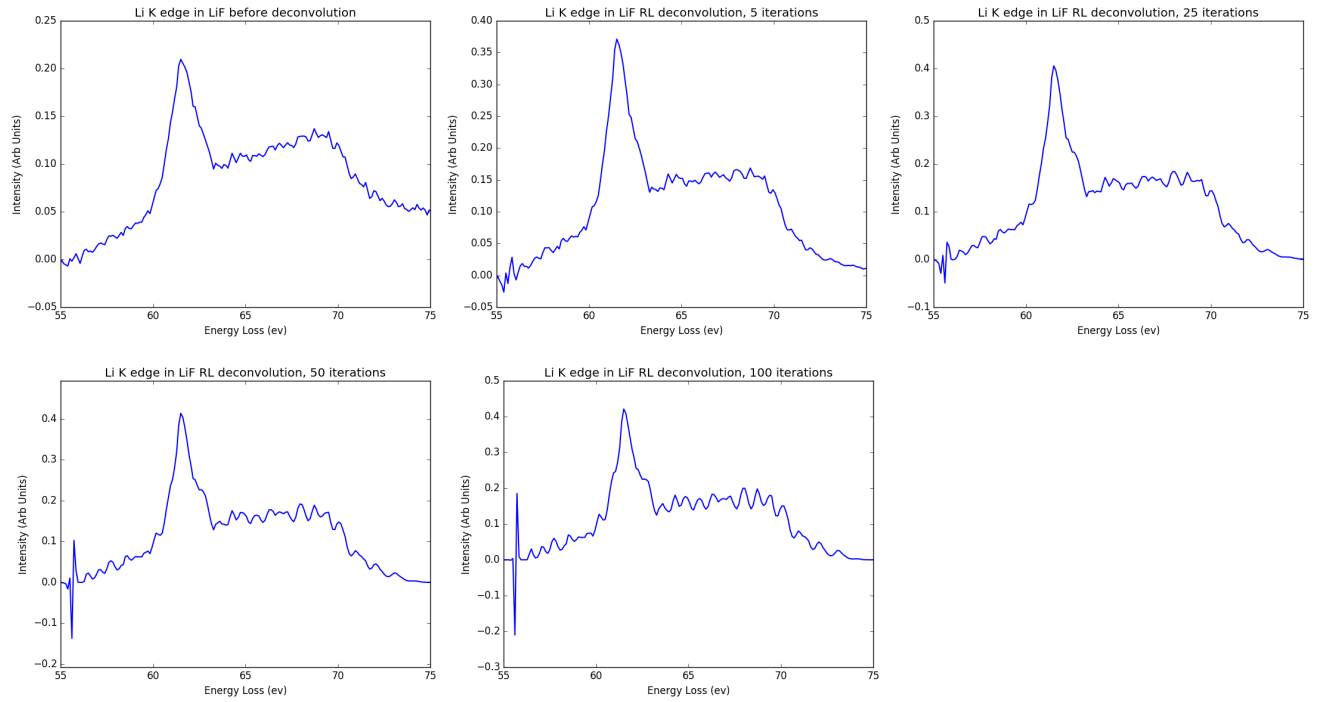 Li K edge in LiF before deconvolution
0.25
0.20
0.15
0.10
0.05
0.00
−0.05
Intensity (Arb Units)
55 60 65 70 75
Energy Loss (ev)
Li K edge in LiF RL deconvolution, 5 iterations
0.40
0.35
0.30
0.25
0.20
0.15
0.10
0.05
0.00
−0.05
Intensity (Arb Units)
55 60 65 70 75
Energy Loss (ev)
Li K edge in LiF RL deconvolution, 25 iterations
0.5
0.4
0.3
0.2
0.1
0.0
−0.1
Intensity (Arb Units)
55 60 65 70 75
Energy Loss (ev)
Li K edge in LiF RL deconvolution, 50 iterations
0.4
0.3
0.2
0.1
0.0
−0.1
−0.2
Intensity (Arb Units)
55 60 65 70 75
Energy Loss (ev)
Li K edge in LiF RL deconvolution, 100 iterations
0.5
0.4
0.3
0.2
0.1
0.0
−0.1
−0.2
−0.3
Intensity (Arb Units)
55 60 65 70 75
Energy Loss (ev)